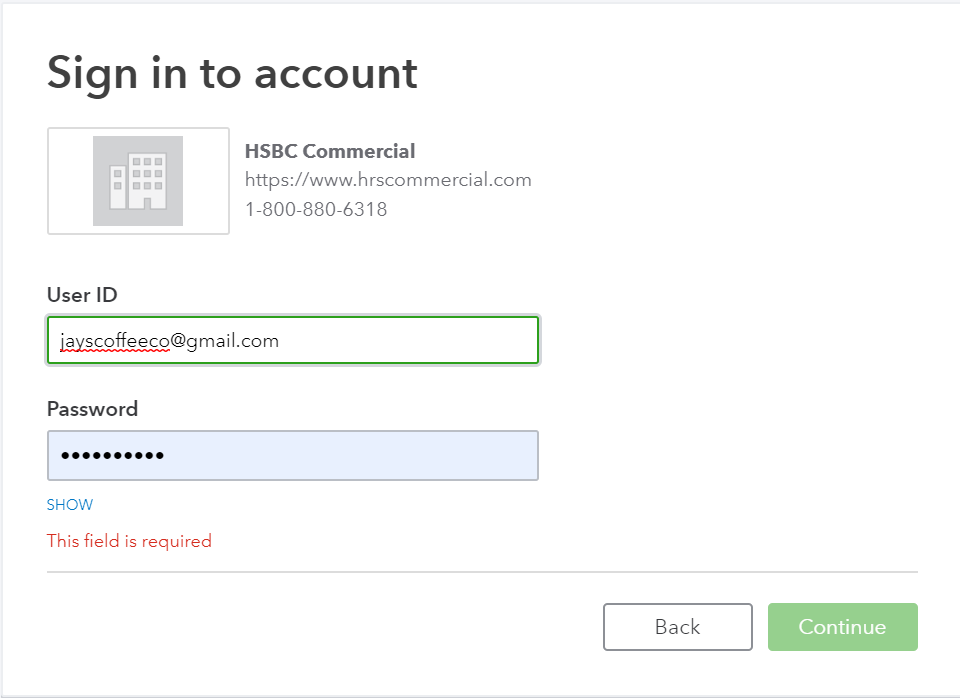 Sign in to account
HSBC Commercial
https://www.hrscommercial.com
1-800-880-6318
User ID
jayscoffeeco@gmail.com
Password
••••••••••
SHOW
This field is required
Back
Continue